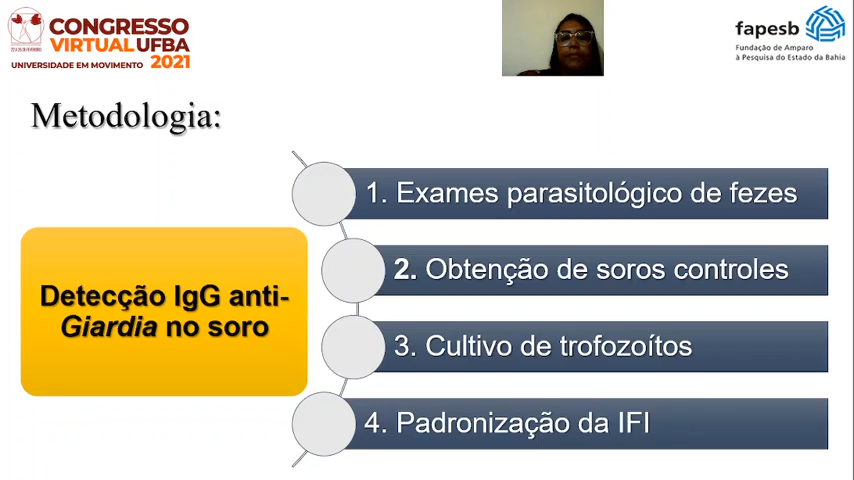 CONGRESSO
VIRTUAL UFBA
UNIVERSIDADE EM MOVIMENTO 2021
fapesb
Fundação de Amparo
à Pesquisa do Estado da Bahia
Metodologia:
Detecção IgG anti-
Giardia no soro
1. Exames parasitológico de fezes
2. Obtenção de soros controles
3. Cultivo de trofozoítos
4. Padronização da IFI